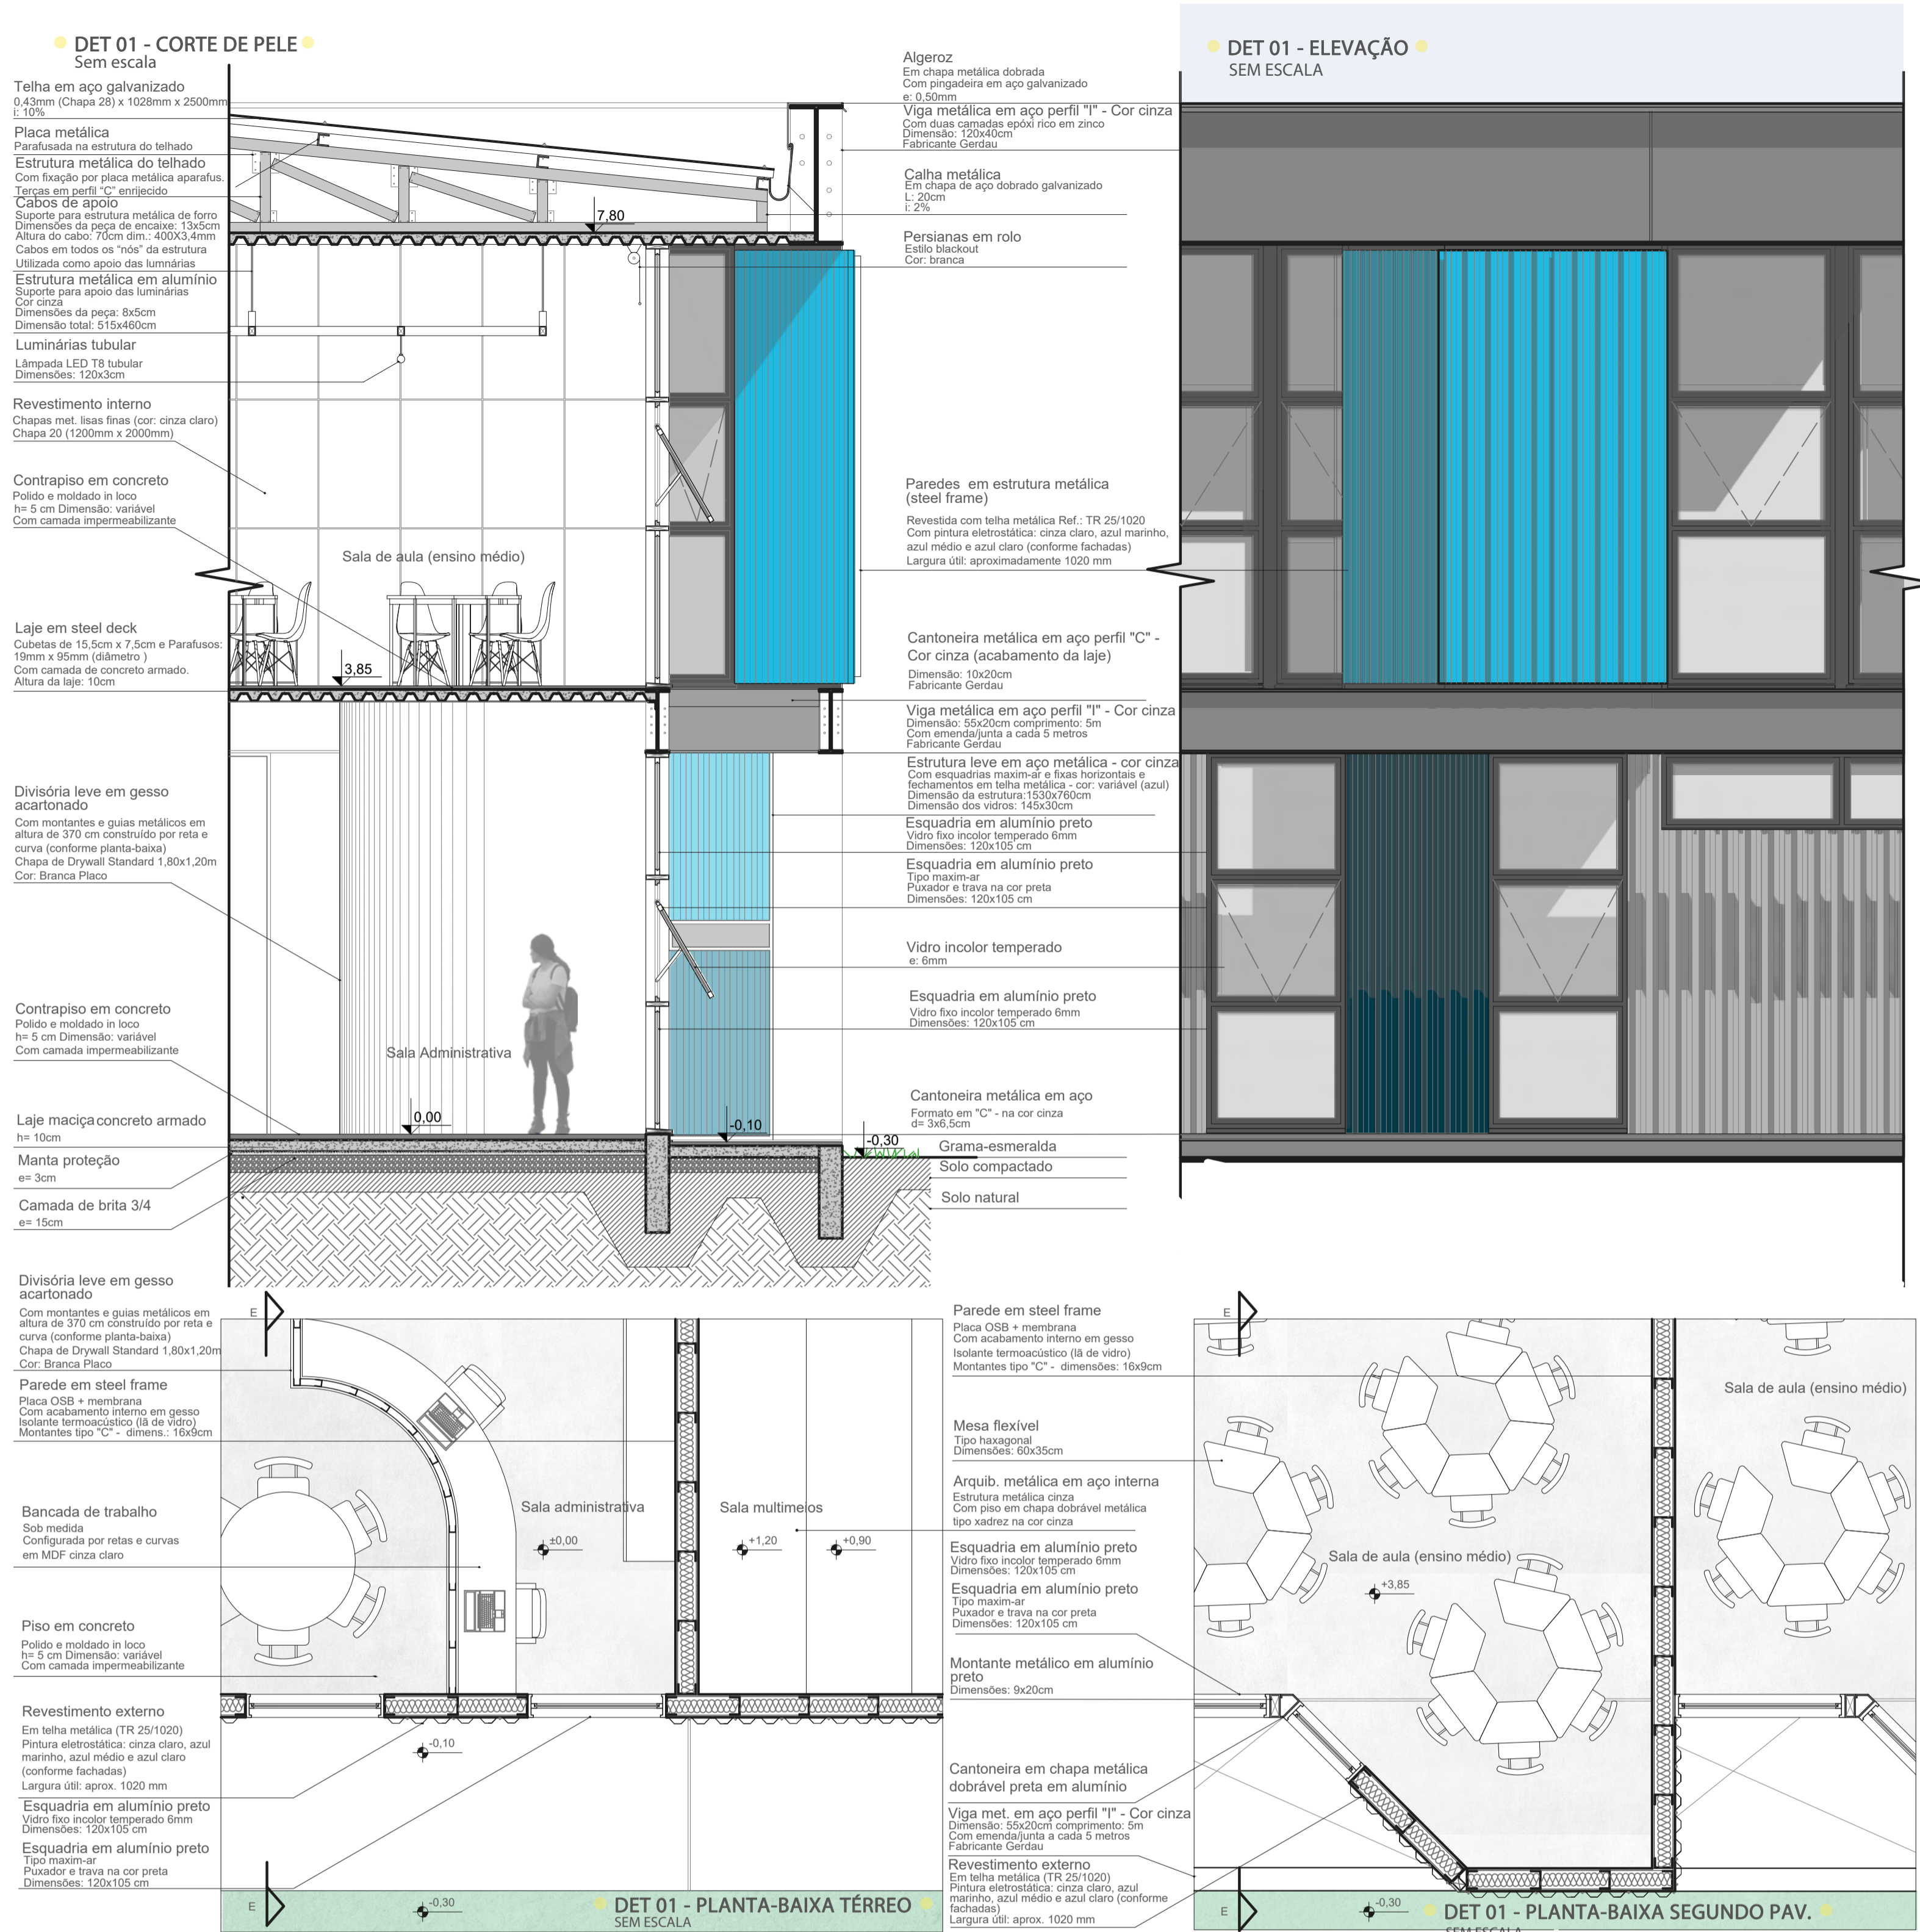 DET 01 - CORTE DE PELE
Sem escala
Telha em aço galvanizado
0,43mm (Chapa 28) x 1028mm x 2500mm
i: 10%
Placa metálica
Parafusada na estrutura do telhado
Estrutura metálica do telhado
Com fixação por placa metálica aparafus.
Terças em perfil “C” enrijecido
Cabos de apoio
Suporte para estrutura metálica de forro
Dimensões da peça de encaixe: 13x5cm
Altura do cabo: 70cm dim.: 400X3,4mm
Cabos em todos os “nós” da estrutura
Utilizada como apoio das lumnárias
Estrutura metálica em alumínio
Suporte para apoio das luminárias
Cor cinza
Dimensões da peça: 8x5cm
Dimensão total: 515x460cm
Luminárias tubular
Lâmpada LED T8 tubular
Dimensões: 120x3cm
Revestimento interno
Chapas met. lisas finas (cor: cinza claro)
Chapa 20 (1200mm x 2000mm)
Contrapiso em concreto
Polido e moldado in loco
h= 5 cm Dimensão: variável
Com camada impermeabilizante
Laje em steel deck
Cubetas de 15,5cm x 7,5cm e Parafusos:
19mm x 95mm (diâmetro )
Com camada de concreto armado.
Altura da laje: 10cm
Divisória leve em gesso
acartonado
Com montantes e guias metálicos em
altura de 370 cm construído por reta e
curva (conforme planta-baixa)
Chapa de Drywall Standard 1,80x1,20m
Cor: Branca Placo
Contrapiso em concreto
Polido e moldado in loco
h= 5 cm Dimensão: variável
Com camada impermeabilizante
Laje maciça concreto armado
h= 10cm
Manta proteção
e= 3cm
Camada de brita 3/4
e= 15cm
7,80
Sala de aula (ensino médio)
3,85
Sala Administrativa
0,00
-0,10
-0,30
Algeroz
Em chapa metálica dobrada
Com pingadeira em aço galvanizado
e: 0,50mm
Viga metálica em aço perfil "I" - Cor cinza
Com duas camadas epóxi rico em zinco
Dimensão: 120x40cm
Fabricante Gerdau
Calha metálica
Em chapa de aço dobrado galvanizado
L: 20cm
i: 2%
Persianas em rolo
Estilo blackout
Cor: branca
Paredes em estrutura metálica
(steel frame)
Revestida com telha metálica Ref.: TR 25/1020
Com pintura eletrostática: cinza claro, azul marinho,
azul médio e azul claro (conforme fachadas)
Largura útil: aproximadamente 1020 mm
Cantoneira metálica em aço perfil "C" -
Cor cinza (acabamento da laje)
Dimensão: 10x20cm
Fabricante Gerdau
Viga metálica em aço perfil "I" - Cor cinza
Dimensão: 55x20cm comprimento: 5m
Com emenda/junta a cada 5 metros
Fabricante Gerdau
Estrutura leve em aço metálica - cor cinza
Com esquadrias maxim-ar e fixas horizontais e
fechamentos em telha metálica - cor: variável (azul)
Dimensão da estrutura:1530x760cm
Dimensão dos vidros: 145x30cm
Esquadria em alumínio preto
Vidro fixo incolor temperado 6mm
Dimensões: 120x105 cm
Esquadria em alumínio preto
Tipo maxim-ar
Puxador e trava na cor preta
Dimensões: 120x105 cm
Vidro incolor temperado
e: 6mm
Esquadria em alumínio preto
Vidro fixo incolor temperado 6mm
Dimensões: 120x105 cm
Cantoneira metálica em aço
Formato em "C" - na cor cinza
d= 3x6,5cm
Grama-esmeralda
Solo compactado
Solo natural
DET 01 - ELEVAÇÃO
SEM ESCALA
Divisória leve em gesso
acartonado
Com montantes e guias metálicos em
altura de 370 cm construído por reta e
curva (conforme planta-baixa)
Chapa de Drywall Standard 1,80x1,20m
Cor: Branca Placo
Parede em steel frame
Placa OSB + membrana
Com acabamento interno em gesso
Isolante termoacústico (lã de vidro)
Montantes tipo "C" - dimens.: 16x9cm
Bancada de trabalho
Sob medida
Configurada por retas e curvas
em MDF cinza claro
Piso em concreto
Polido e moldado in loco
h= 5 cm Dimensão: variável
Com camada impermeabilizante
Revestimento externo
Em telha metálica (TR 25/1020)
Pintura eletrostática: cinza claro, azul
marinho, azul médio e azul claro
(conforme fachadas)
Largura útil: aprox. 1020 mm
Esquadria em alumínio preto
Vidro fixo incolor temperado 6mm
Dimensões: 120x105 cm
Esquadria em alumínio preto
Tipo maxim-ar
Puxador e trava na cor preta
Dimensões: 120x105 cm
E
Sala administrativa
±0,00
Sala multimeios
+1,20
+0,90
-0,10
E
-0,30
DET 01 - PLANTA-BAIXA TÉRREO
SEM ESCALA
Parede em steel frame
Placa OSB + membrana
Com acabamento interno em gesso
Isolante termoacústico (lã de vidro)
Montantes tipo "C" - dimensões: 16x9cm
Mesa flexível
Tipo haxagonal
Dimensões: 60x35cm
Arquib. metálica em aço interna
Estrutura metálica cinza
Com piso em chapa dobrável metálica
tipo xadrez na cor cinza
Esquadria em alumínio preto
Vidro fixo incolor temperado 6mm
Dimensões: 120x105 cm
Esquadria em alumínio preto
Tipo maxim-ar
Puxador e trava na cor preta
Dimensões: 120x105 cm
Montante metálico em alumínio
preto
Dimensões: 9x20cm
Cantoneira em chapa metálica
dobrável preta em alumínio
Viga met. em aço perfil "I" - Cor cinza
Dimensão: 55x20cm comprimento: 5m
Com emenda/junta a cada 5 metros
Fabricante Gerdau
Revestimento externo
Em telha metálica (TR 25/1020)
Pintura eletrostática: cinza claro, azul
marinho, azul médio e azul claro (conforme
fachadas)
Largura útil: aprox. 1020 mm
E
Sala de aula (ensino médio)
Sala de aula (ensino médio)
+3,85
E
-0,30
DET 01 - PLANTA-BAIXA SEGUNDO PAV.
SEM ESCALA